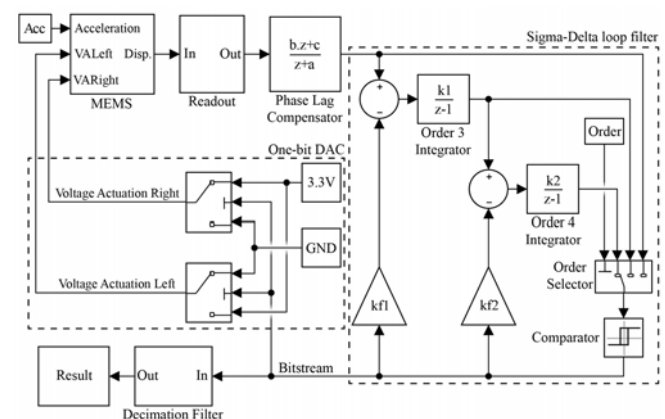 Acc
Acceleration
VALeft Disp.
VARight
MEMS
In Out
Readout
b.z+c
z+a
Phase Lag
Compensator
Sigma-Delta loop filter
+
−
k1
z-1
Order 3
Integrator
Order
+
−
k2
z-1
Order 4
Integrator
One-bit DAC
Voltage Actuation Right
3.3V
GND
Voltage Actuation Left
kf1
kf2
Order
Selector
Comparator
Bitstream
Result
Out In
Decimation Filter